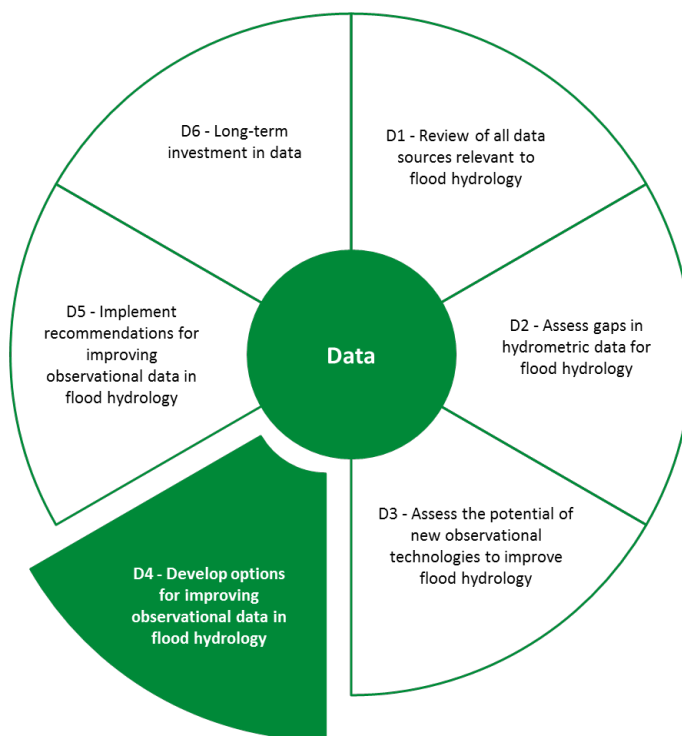 D6 - Long-term
investment in data
D1 - Review of all data
sources relevant to
flood hydrology
D5 - Implement
recommendations for
improving
observational data in
flood hydrology
Data
D2 - Assess gaps in
hydrometric data for
flood hydrology
D4 - Develop options
for improving
observational data in
flood hydrology
D3 - Assess the potential of
new observational
technologies to improve
flood hydrology